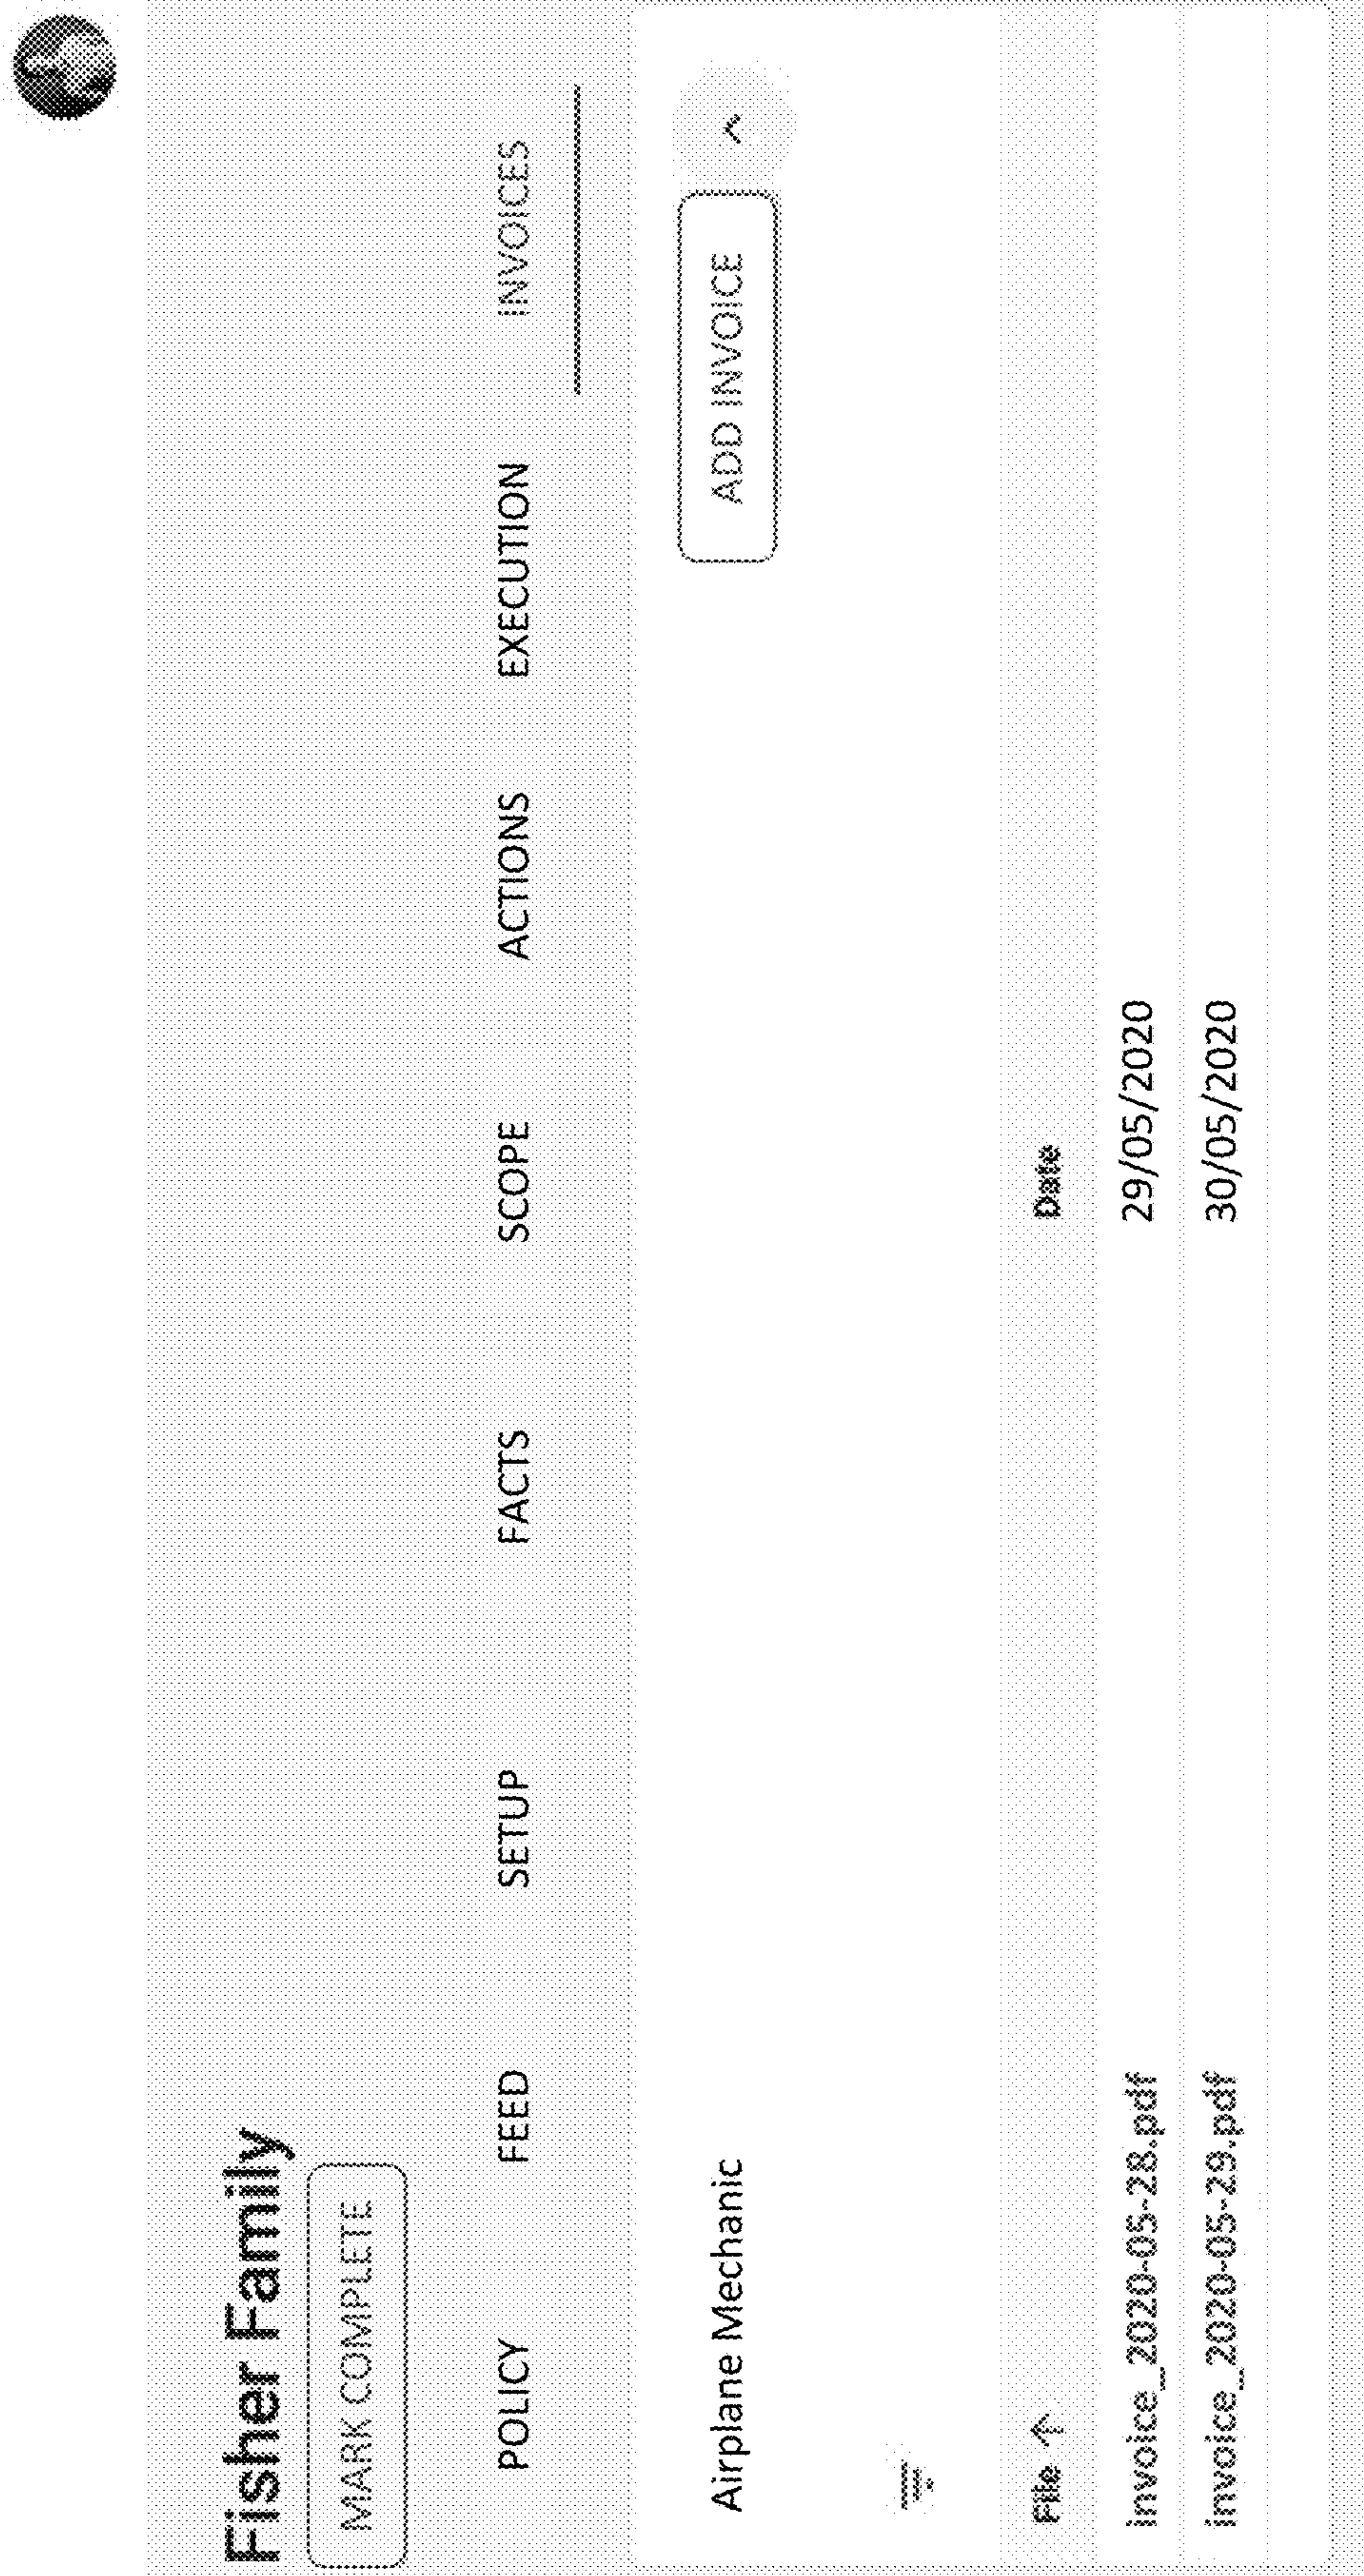 Fisher Family
MARK COMPLETE
POLICY FEED SETUP FACTS SCOPE ACTIONS EXECUTION INVOICES
Airplane Mechanic ADD INVOICE
File ↑ Date
invoice_2020-05-28.pdf 29/05/2020
invoice_2020-05-29.pdf 30/05/2020